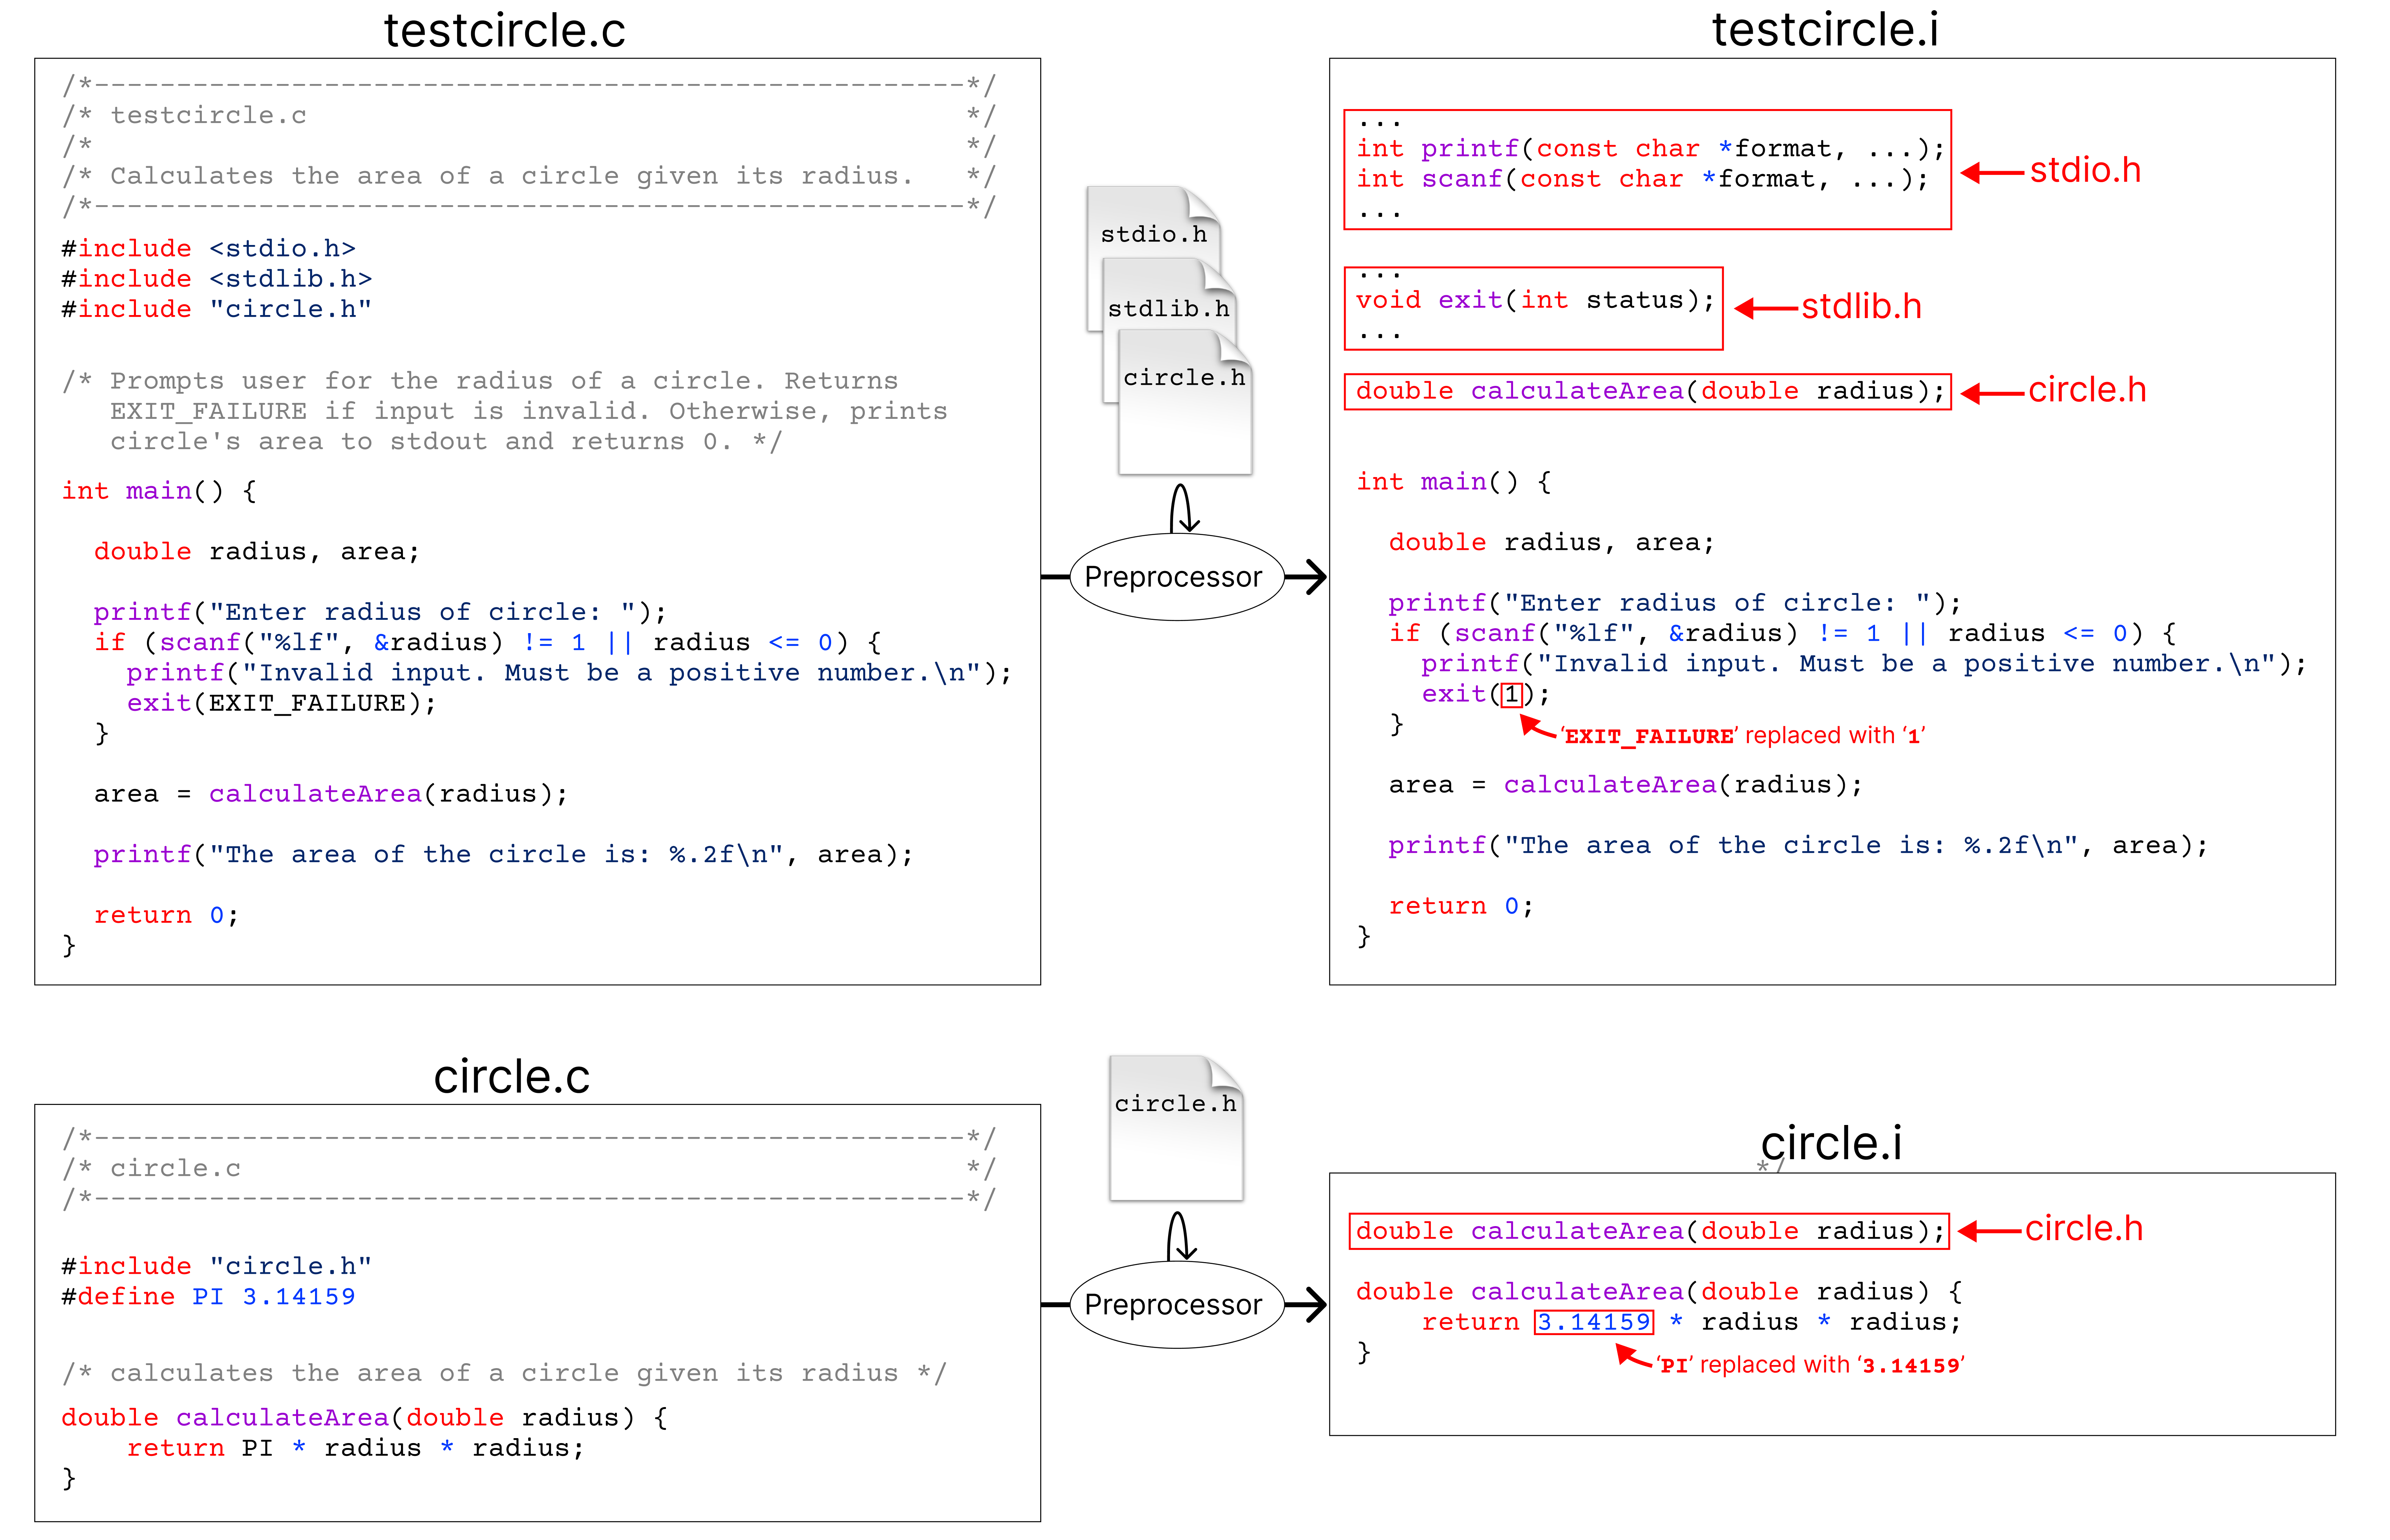 testcircle.c
/*-----------------------------------------------------*/
/* testcircle.c                                        */
/*                                                     */
/* Calculates the area of a circle given its radius.   */
/*-----------------------------------------------------*/
#include <stdio.h>
#include <stdlib.h>
#include "circle.h"
/* Prompts user for the radius of a circle. Returns
   EXIT_FAILURE if input is invalid. Otherwise, prints
   circle's area to stdout and returns 0. */
int main() {
  double radius, area;
  printf("Enter radius of circle: ");
  if (scanf("%lf", &radius) != 1 || radius <= 0) {
    printf("Invalid input. Must be a positive number.\n");
    exit(EXIT_FAILURE);
  }
  area = calculateArea(radius);
  printf("The area of the circle is: %.2f\n", area);
  return 0;
}
stdio.h
stdlib.h
circle.h
Preprocessor
testcircle.i
...
int printf(const char *format, ...);
int scanf(const char *format, ...);
...
stdio.h
...
void exit(int status);
...
stdlib.h
double calculateArea(double radius);
circle.h
int main() {
  double radius, area;
  printf("Enter radius of circle: ");
  if (scanf("%lf", &radius) != 1 || radius <= 0) {
    printf("Invalid input. Must be a positive number.\n");
    exit(1);
  }
‘EXIT_FAILURE’ replaced with ‘1’
  area = calculateArea(radius);
  printf("The area of the circle is: %.2f\n", area);
  return 0;
}
circle.c
/*-----------------------------------------------------*/
/* circle.c                                            */
/*-----------------------------------------------------*/
#include "circle.h"
#define PI 3.14159
/* calculates the area of a circle given its radius */
double calculateArea(double radius) {
    return PI * radius * radius;
}
circle.h
Preprocessor
circle.i
*/
double calculateArea(double radius);
circle.h
double calculateArea(double radius) {
    return 3.14159 * radius * radius;
}
‘PI’ replaced with ‘3.14159’